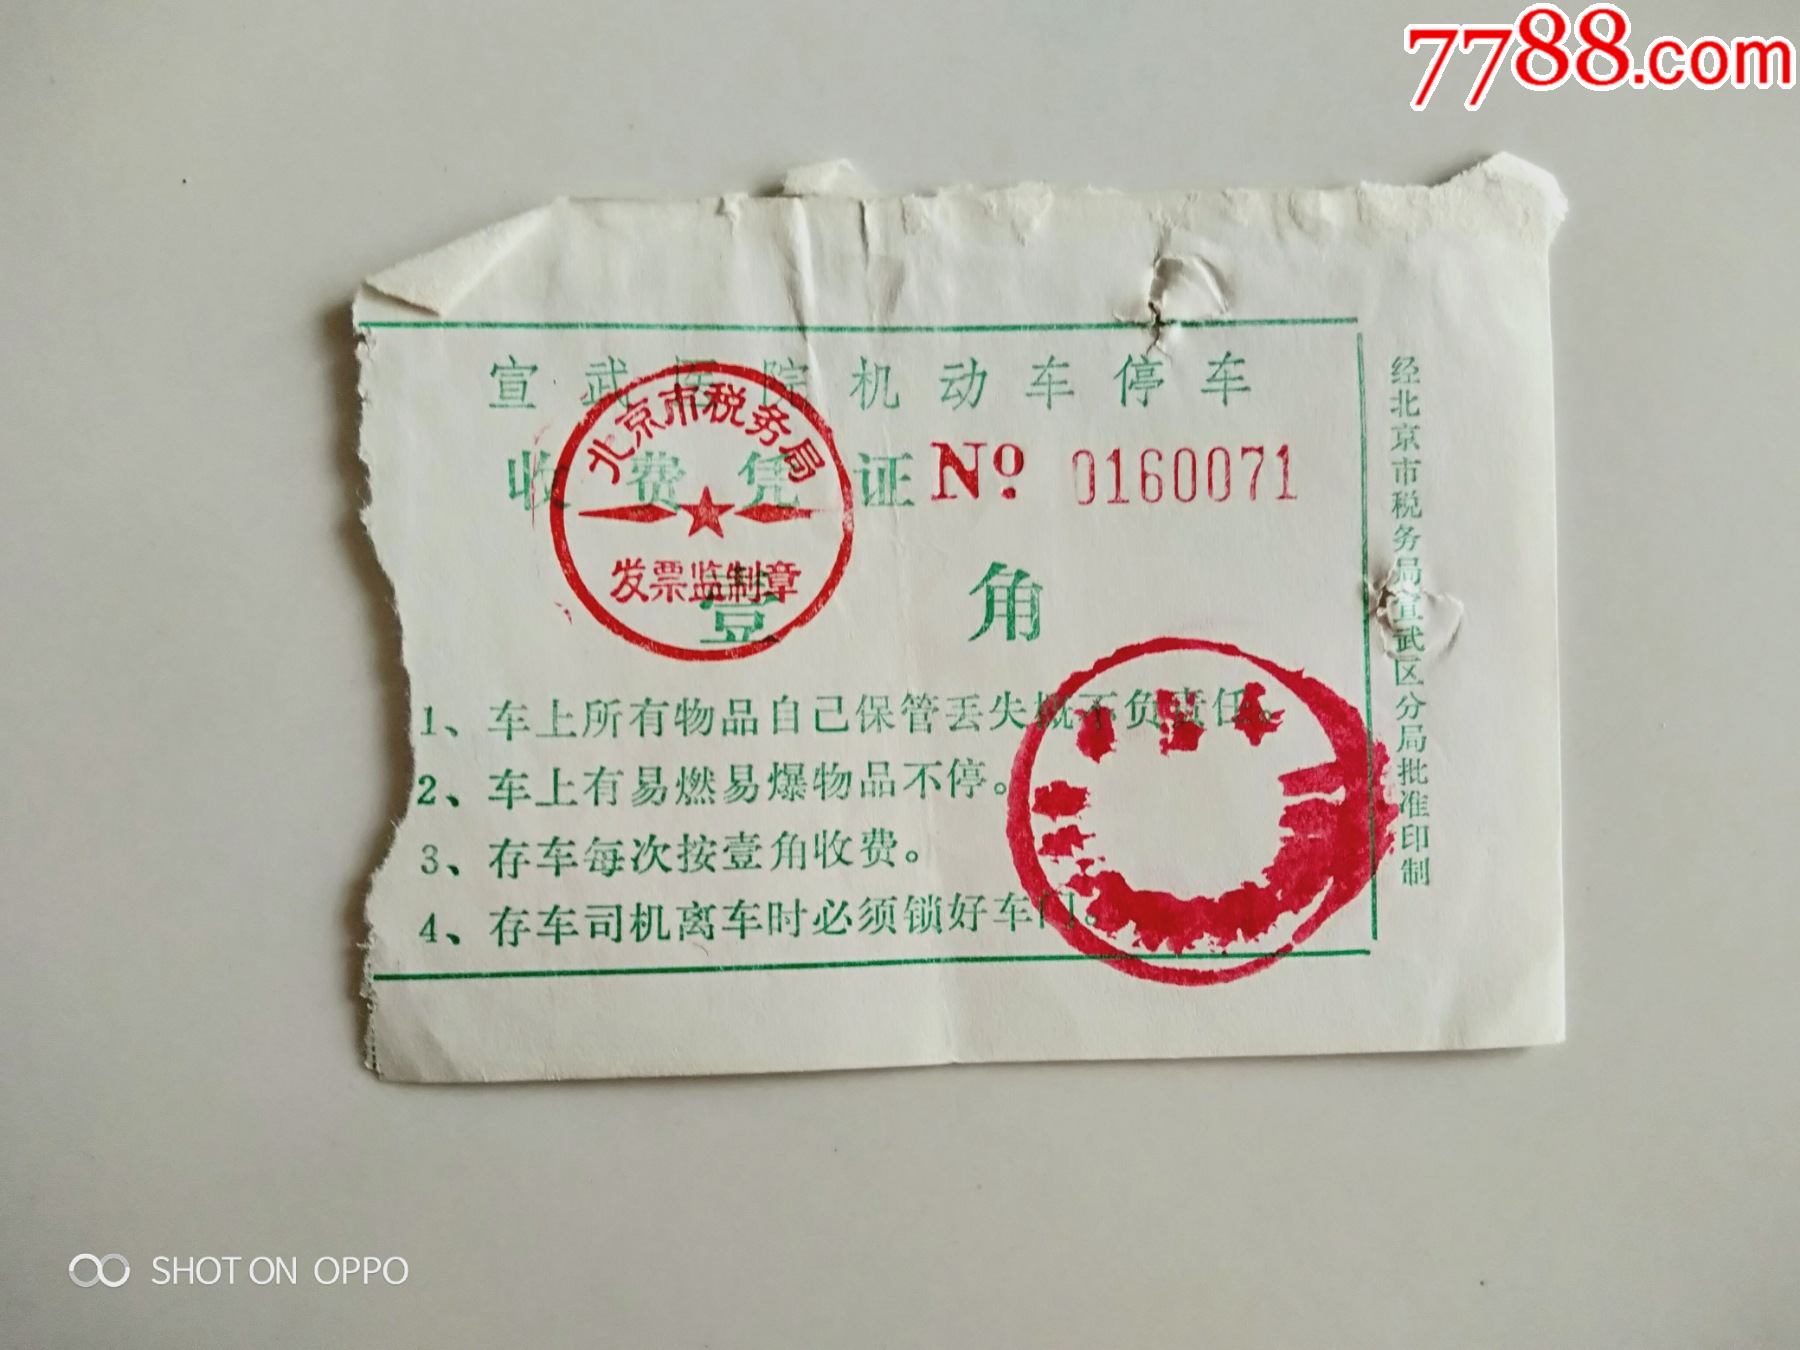 7788.com
宣武医院机动车停车
收费凭证 No 0160071
北京市税务局
发票监制章
壹角
1、车上所有物品自己保管丢失概不负责任。
2、车上有易燃易爆物品不停。
3、存车每次按壹角收费。
4、存车司机离车时必须锁好车门。
经北京市税务局宣武区分局批准印制
SHOT ON OPPO